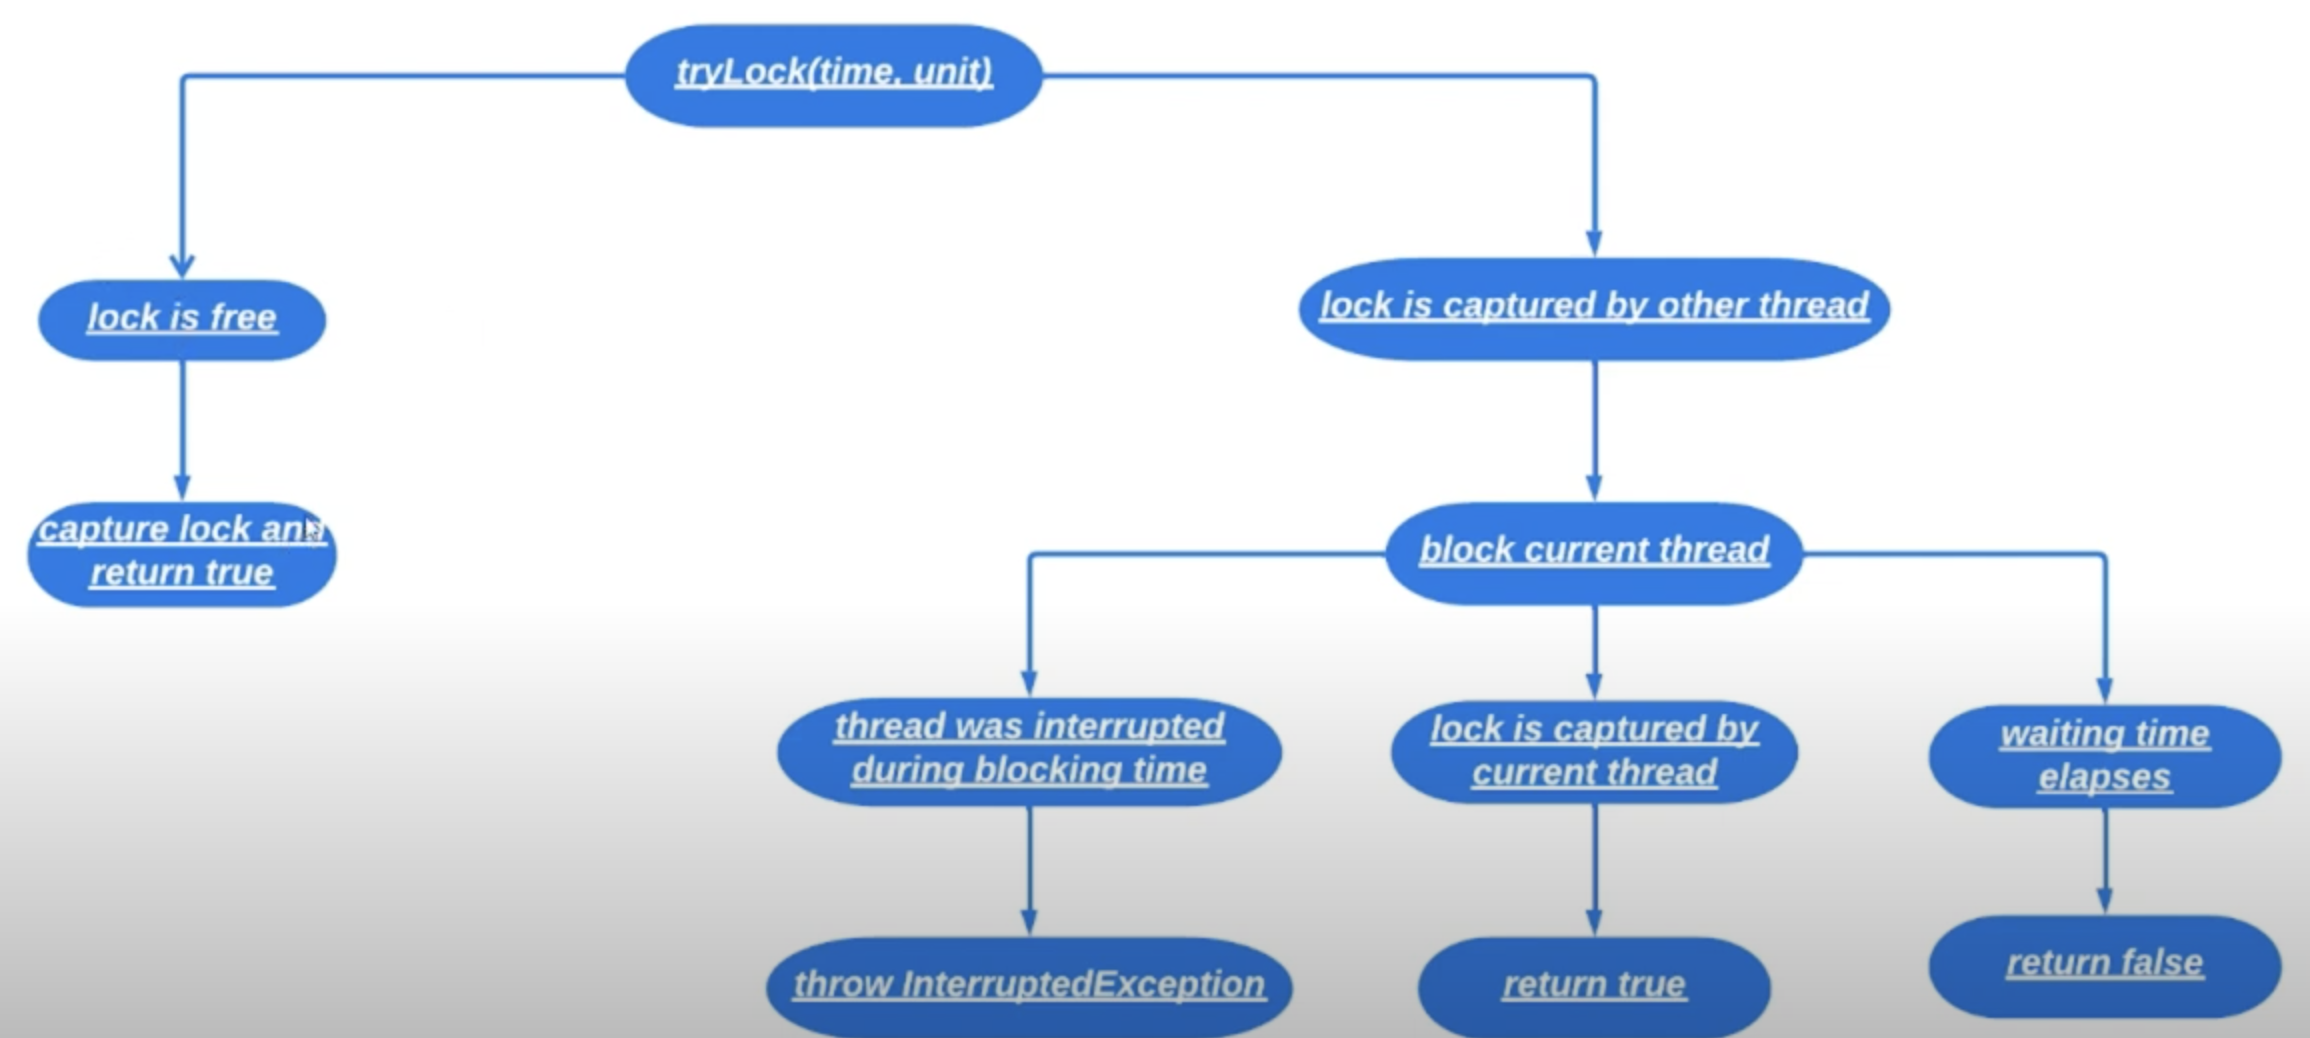 tryLock(time, unit)
lock is free
lock is captured by other thread
capture lock and
return true
block current thread
thread was interrupted
during blocking time
lock is captured by
current thread
waiting time
elapses
throw InterruptedException
return true
return false